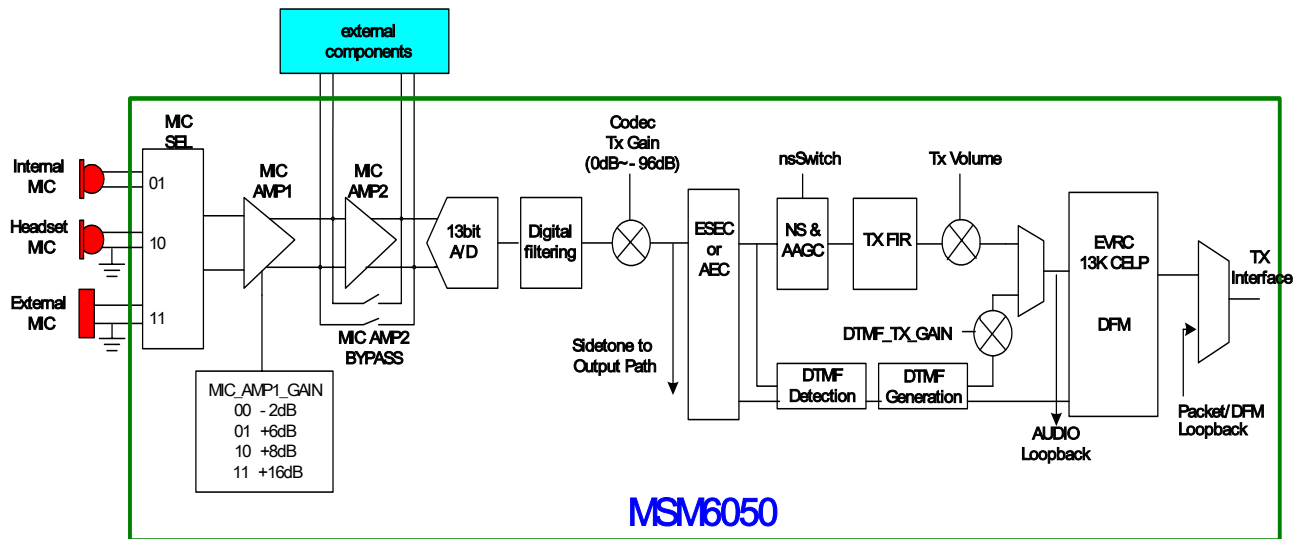 external
components
MIC
SEL
Internal
MIC
01
Headset
MIC
10
External
MIC
11
MIC
AMP1
MIC
AMP2
MIC AMP2
BYPASS
MIC_AMP1_GAIN
00 - 2dB
01 +6dB
10 +8dB
11 +16dB
13bit
A/D
Digital
filtering
Codec
Tx Gain
(0dB~- 96dB)
Sidetone to
Output Path
ESEC
or
AEC
nsSwitch
NS &
AAGC
TX FIR
Tx Volume
DTMF_TX_GAIN
DTMF
Detection
DTMF
Generation
AUDIO
Loopback
EVRC
13K CELP
DFM
TX
Interface
Packet/DFM
Loopback
MSM6050